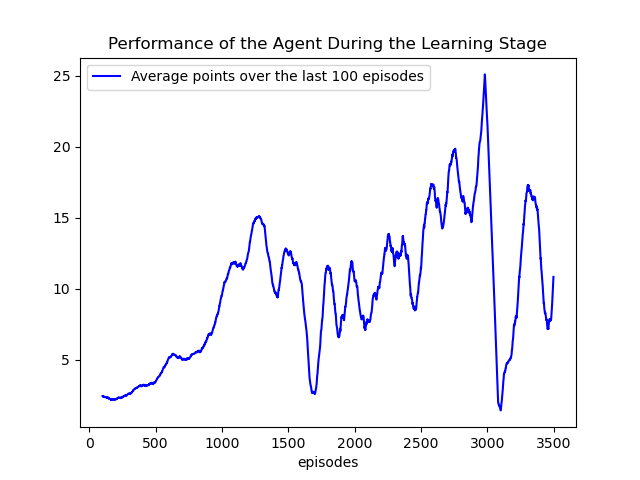 Performance of the Agent During the Learning Stage
Average points over the last 100 episodes
25
20
15
10
5
0 500 1000 1500 2000 2500 3000 3500
episodes